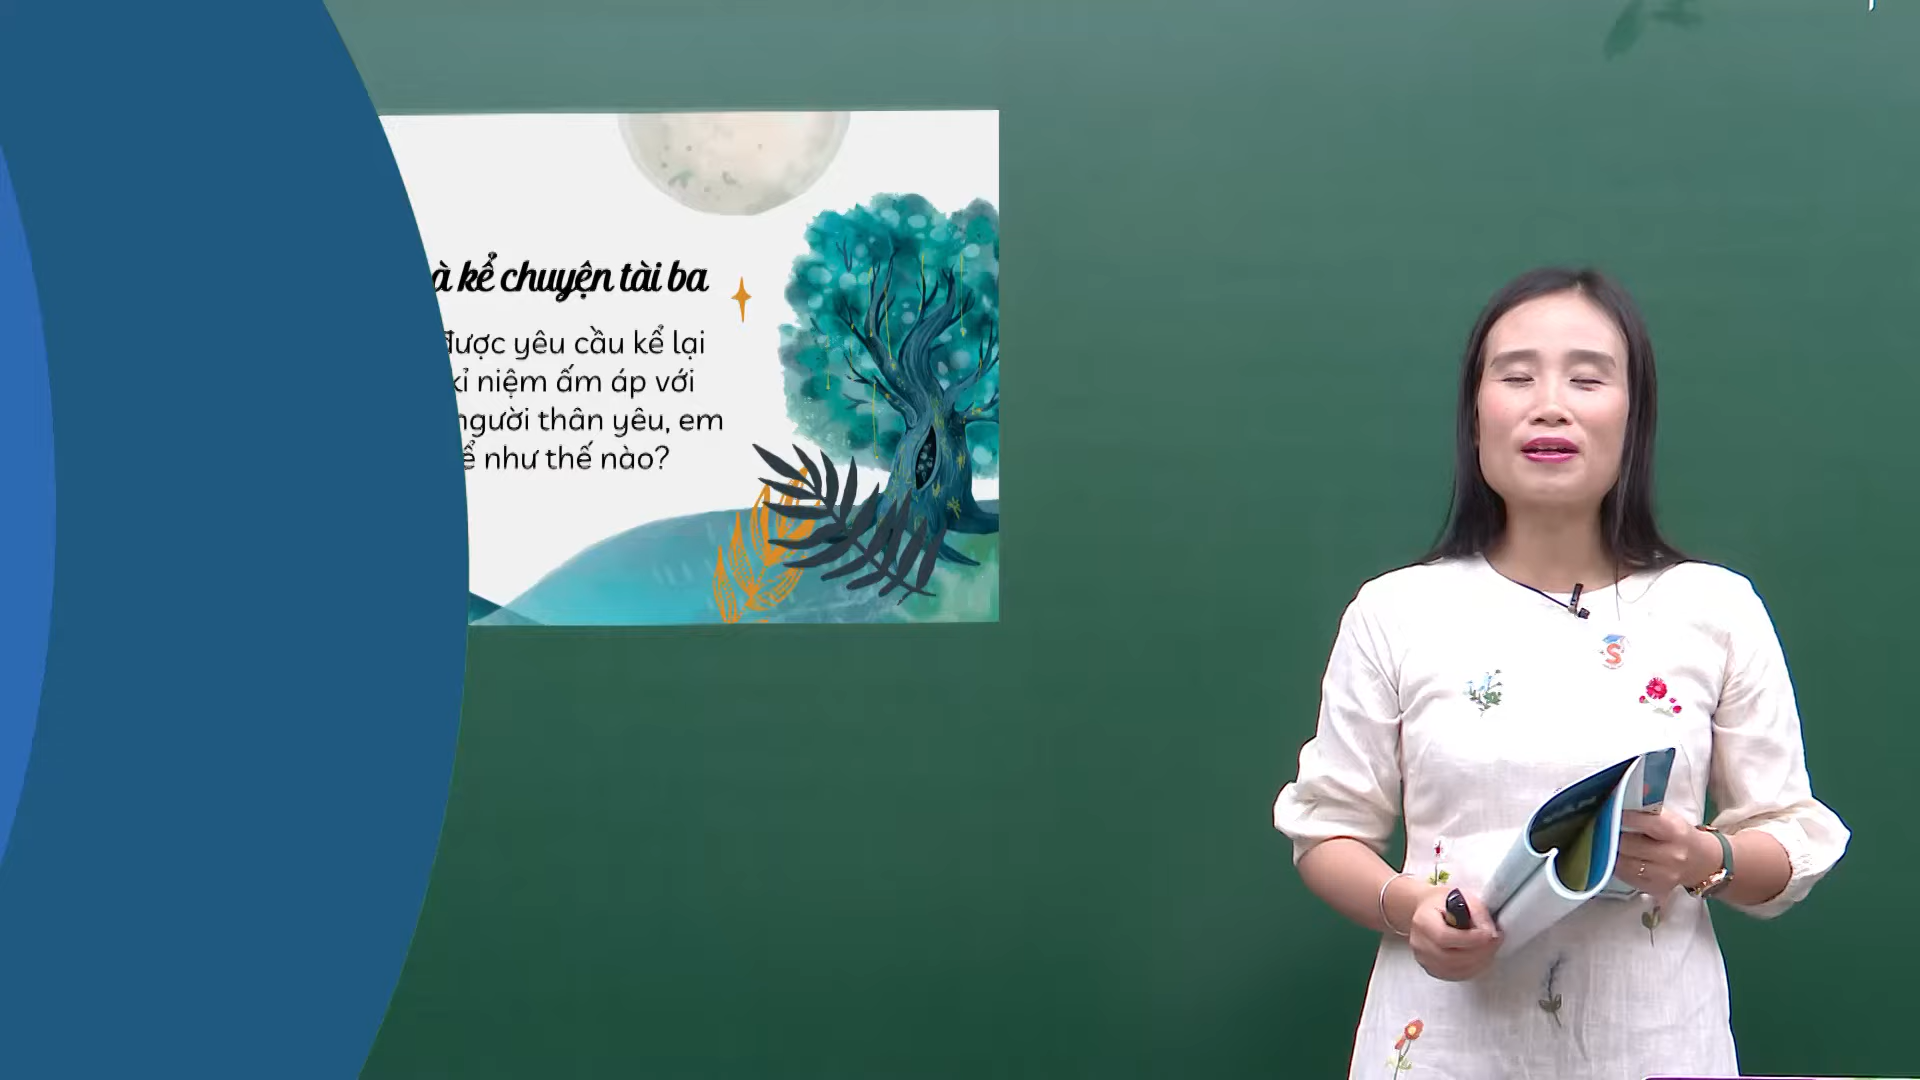 kể chuyện tài ba
được yêu cầu kể lại
kỉ niệm ấm áp với
người thân yêu, em
như thế nào?
S